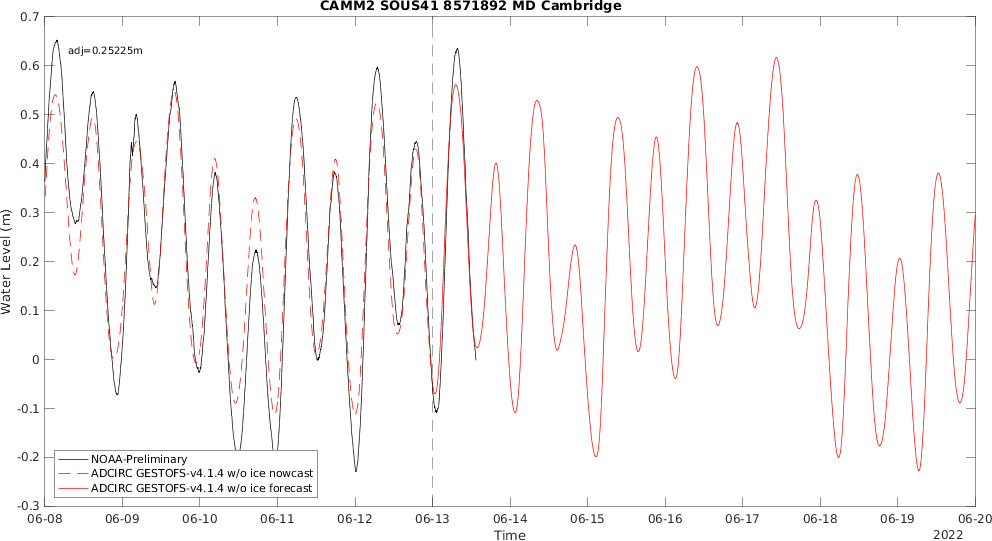 CAMM2 SOUS41 8571892 MD Cambridge
adj=0.25225m
Water Level (m)
0.7
0.6
0.5
0.4
0.3
0.2
0.1
0
-0.1
-0.2
-0.3
NOAA-Preliminary
ADCIRC GESTOFS-v4.1.4 w/o ice nowcast
ADCIRC GESTOFS-v4.1.4 w/o ice forecast
06-08 06-09 06-10 06-11 06-12 06-13 06-14 06-15 06-16 06-17 06-18 06-19 06-20
Time
2022